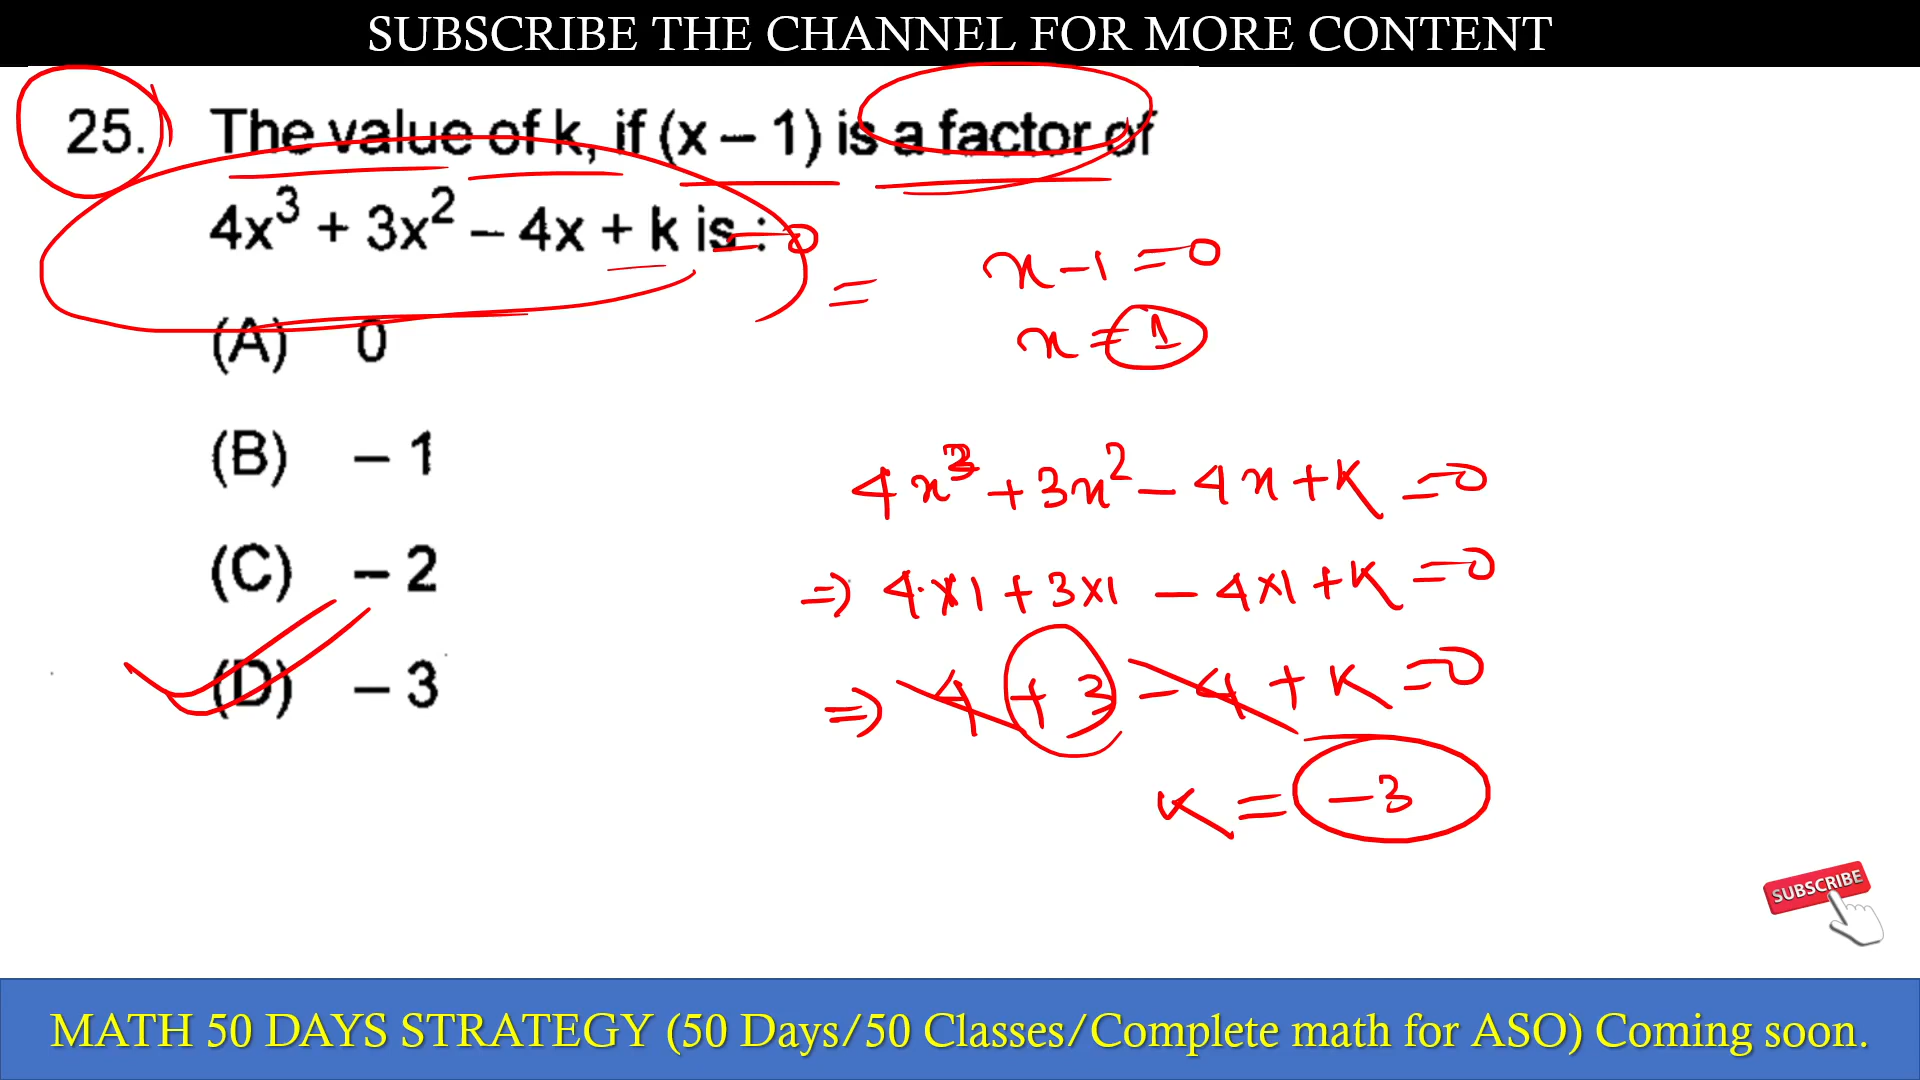 SUBSCRIBE THE CHANNEL FOR MORE CONTENT
25. The value of k, if (x – 1) is a factor of
4x³ + 3x² – 4x + k is : = 0
=
x - 1 = 0
x = 1
(A) 0
(B) – 1
(C) – 2
(D) – 3
4x³ + 3x² - 4x + k = 0
⇒ 4×1 + 3×1 - 4×1 + k = 0
⇒ 4 + 3 - 4 + k = 0
k = -3
SUBSCRIBE
MATH 50 DAYS STRATEGY (50 Days/50 Classes/Complete math for ASO) Coming soon.